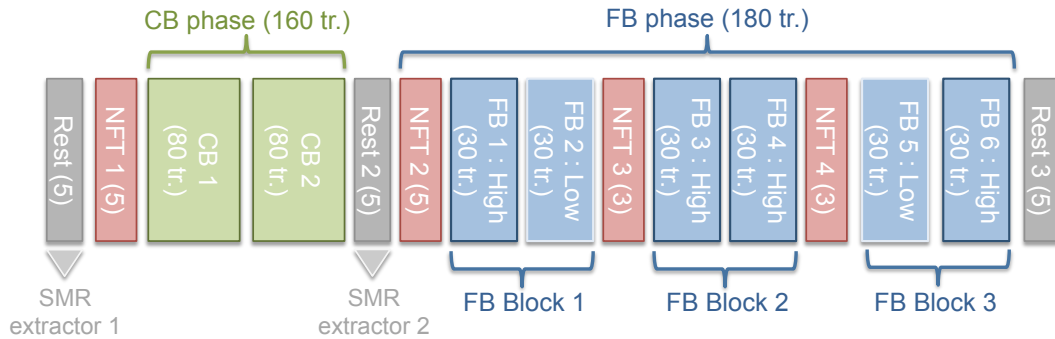 CB phase (160 tr.)
FB phase (180 tr.)
Rest (5)
NFT 1 (5)
CB 1
(80 tr.)
CB 2
(80 tr.)
Rest 2 (5)
NFT 2 (5)
FB 1 : High
(30 tr.)
FB 2 : Low
(30 tr.)
NFT 3 (3)
FB 3 : High
(30 tr.)
FB 4 : High
(30 tr.)
NFT 4 (3)
FB 5 : Low
(30 tr.)
FB 6 : High
(30 tr.)
Rest 3 (5)
SMR
extractor 1
SMR
extractor 2
FB Block 1
FB Block 2
FB Block 3